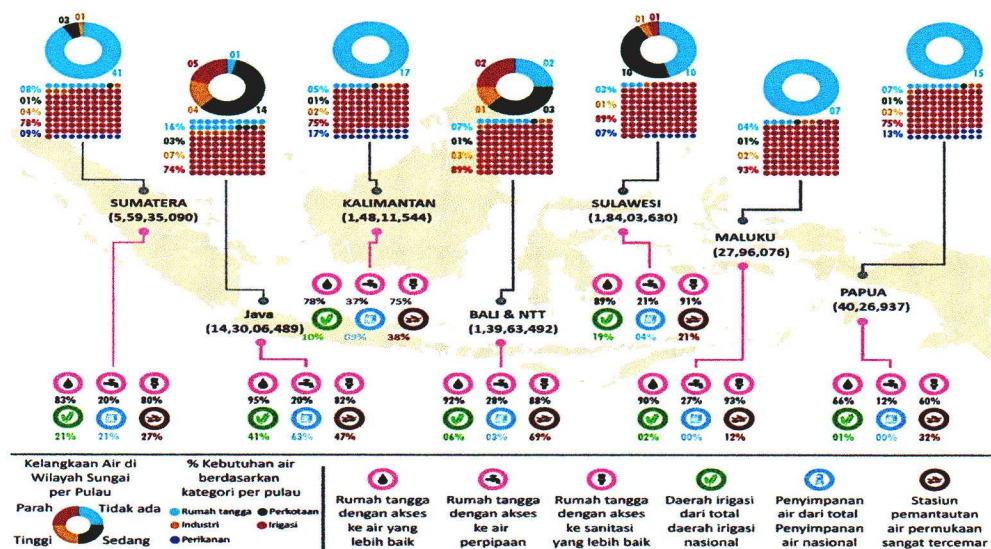 03 01
41
08%
01%
04%
78%
09%
SUMATERA
(5,59,35,090)
83% 20% 80%
21% 21% 27%
01
05
04 14
16%
03%
07%
74%
Java
(14,30,06,489)
95% 20% 82%
41% 63% 47%
17
05%
01%
02%
75%
17%
KALIMANTAN
(1,48,11,544)
78% 37% 75%
10% 09% 38%
02 02
01 03
07%
01%
03%
89%
BALI & NTT
(1,39,63,492)
92% 28% 88%
06% 03% 69%
01 01
10 10
02%
01%
89%
07%
SULAWESI
(1,84,03,630)
89% 21% 91%
19% 04% 21%
07
04%
01%
02%
93%
MALUKU
(27,96,076)
90% 27% 93%
02% 00% 12%
15
07%
01%
03%
75%
13%
PAPUA
(40,26,937)
66% 12% 60%
01% 00% 32%
Kelangkaan Air di
Wilayah Sungai
per Pulau
Parah Tidak ada
Tinggi Sedang
% Kebutuhan air
berdasarkan
kategori per pulau
Rumah tangga Perkotaan
Industri Irigasi
Perikanan
Rumah tangga
dengan akses
ke air yang
lebih baik
Rumah tangga
dengan akses
ke air
perpipaan
Rumah tangga
dengan akses
ke sanitasi
yang lebih baik
Daerah irigasi
dari total
daerah irigasi
nasional
Penyimpanan
air dari total
Penyimpanan
air nasional
Stasiun
pemantautan
air permukaan
sangat tercemar